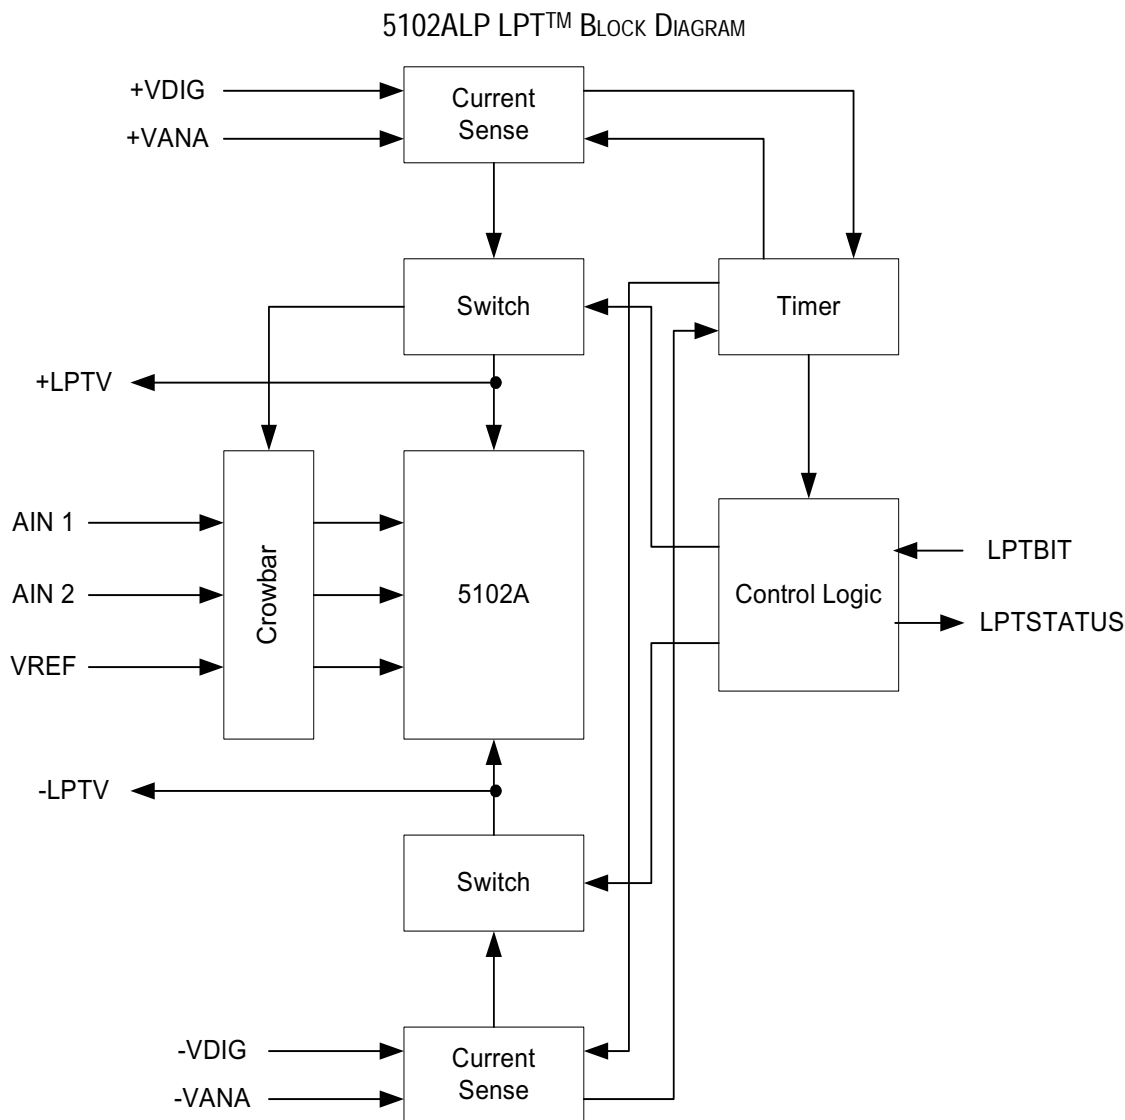 5102ALP LPT™ BLOCK DIAGRAM
+VDIG
+VANA
Current
Sense
Switch
Timer
+LPTV
AIN 1
AIN 2
VREF
Crowbar
5102A
Control Logic
LPTBIT
LPTSTATUS
-LPTV
Switch
-VDIG
-VANA
Current
Sense